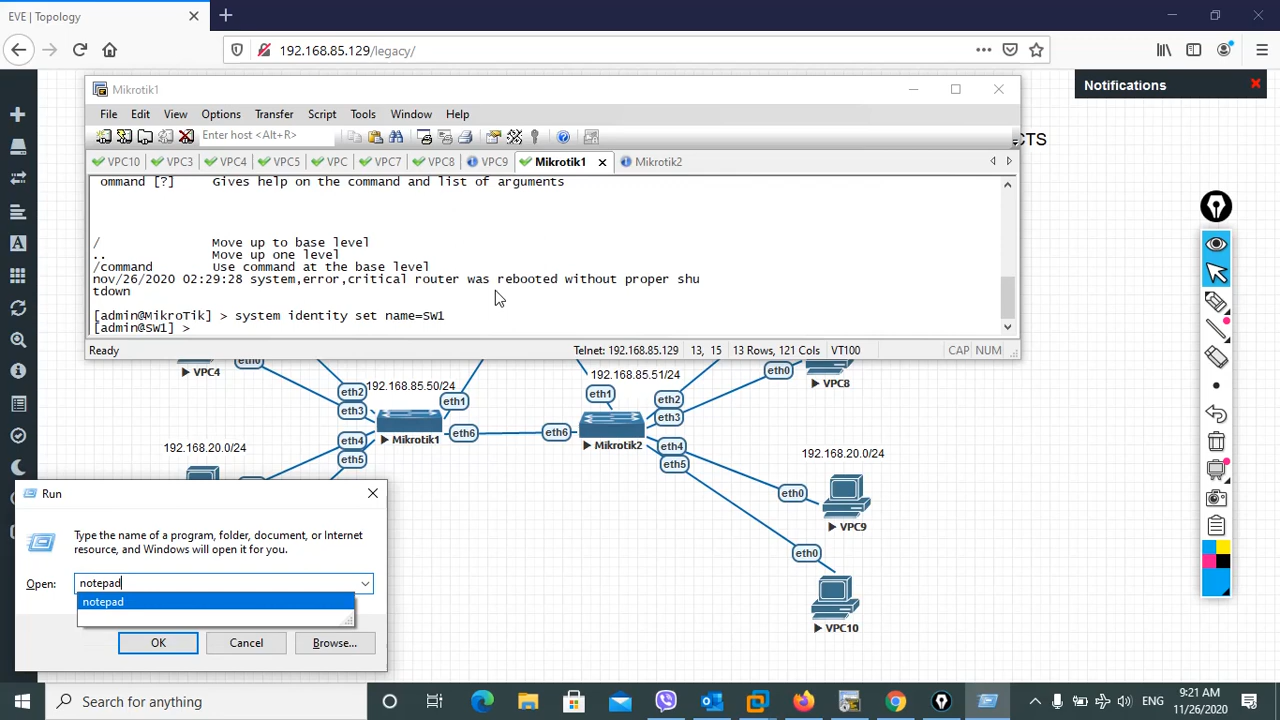 EVE | Topology
192.168.85.129/legacy/
Notifications
CTS
Mikrotik1
File Edit View Options Transfer Script Tools Window Help
Enter host <Alt+R>
VPC10 VPC3 VPC4 VPC5 VPC VPC7 VPC8 VPC9 Mikrotik1 Mikrotik2
ommand [?] Gives help on the command and list of arguments
/ Move up to base level
.. Move up one level
/command Use command at the base level
nov/26/2020 02:29:28 system,error,critical router was rebooted without proper shu
tdown
[admin@MikroTik] > system identity set name=SW1
[admin@SW1] >
Ready Telnet: 192.168.85.129 13, 15 13 Rows, 121 Cols VT100 CAP NUM
VPC4
eth0
eth2
192.168.85.50/24
eth1
eth3
Mikrotik1
eth4
eth5
eth6
192.168.20.0/24
192.168.85.51/24
eth1
eth2
eth3
eth6
Mikrotik2
eth4
eth5
eth0
VPC8
192.168.20.0/24
eth0
VPC9
eth0
VPC10
Run
Type the name of a program, folder, document, or Internet
resource, and Windows will open it for you.
Open: notepad
notepad
OK Cancel Browse...
Search for anything
ENG
9:21 AM
11/26/2020